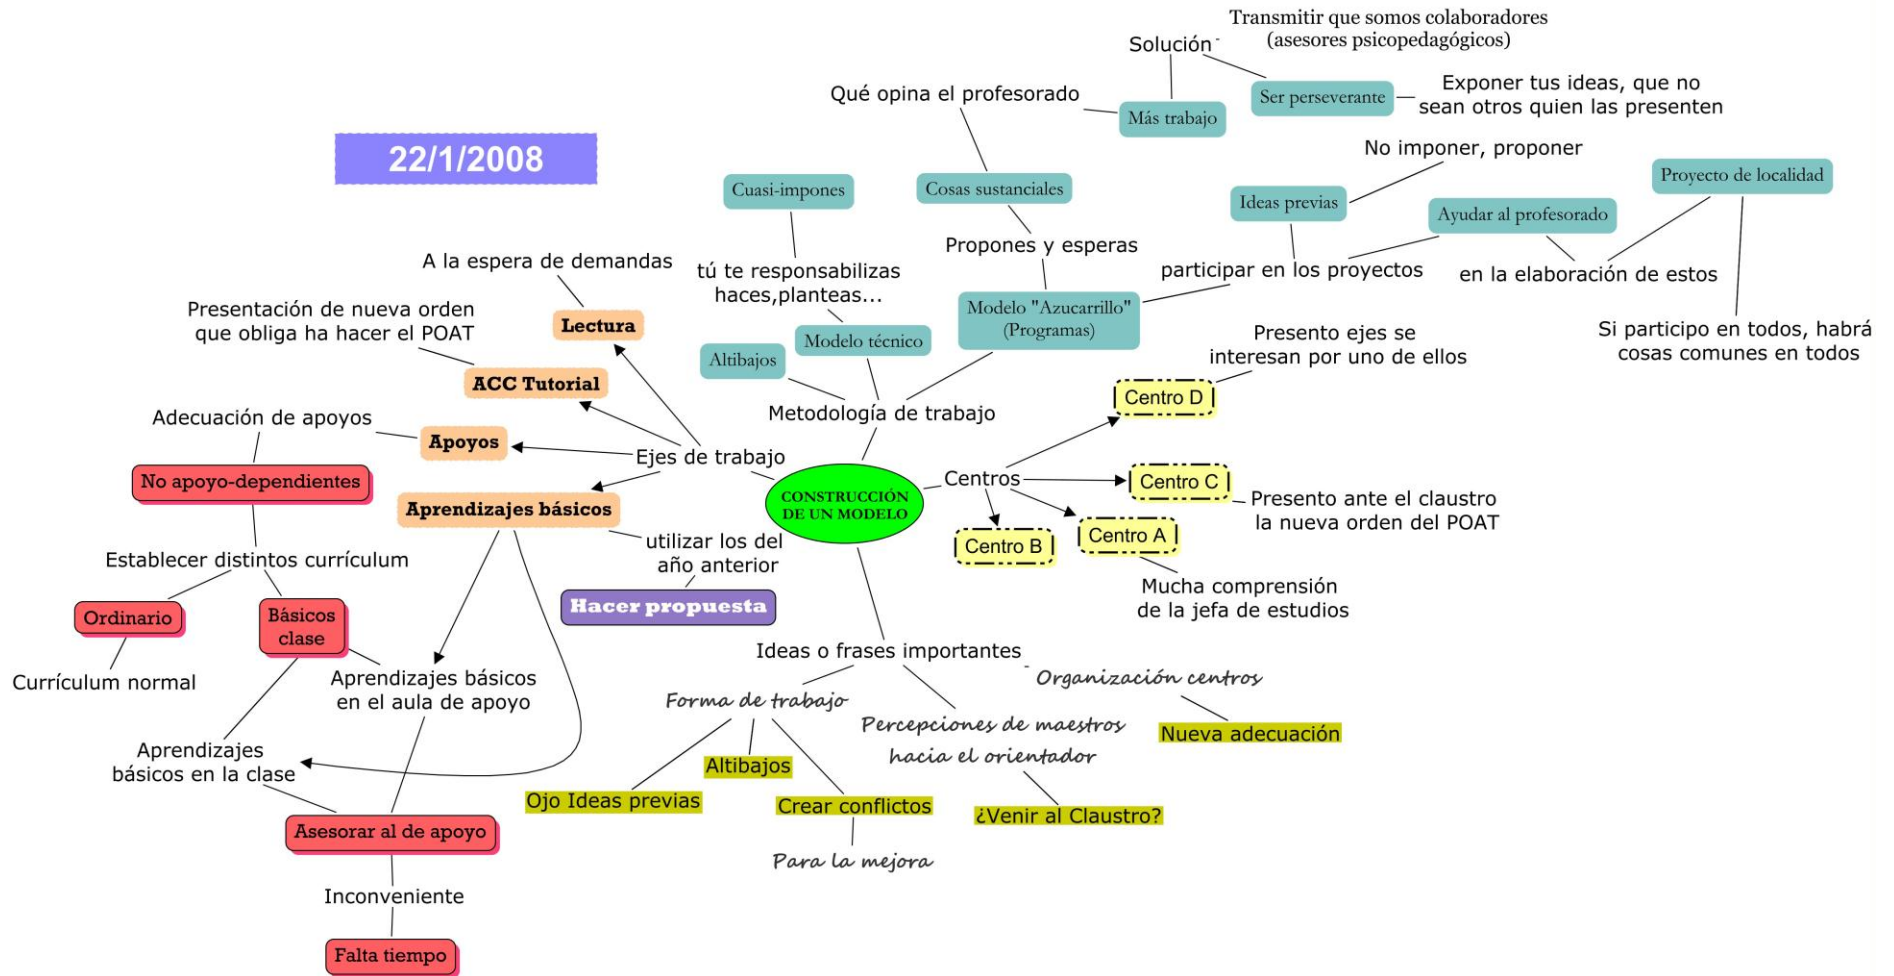 Transmitir que somos colaboradores
(asesores psicopedagógicos)
Solución
Exponer tus ideas, que no
sean otros quien las presenten
Ser perseverante
Qué opina el profesorado
Más trabajo
22/1/2008
No imponer, proponer
Proyecto de localidad
Cuasi-impones
Cosas sustanciales
Ideas previas
Ayudar al profesorado
Propones y esperas
A la espera de demandas
tú te responsabilizas
haces,planteas...
participar en los proyectos
en la elaboración de estos
Presentación de nueva orden
que obliga ha hacer el POAT
Lectura
Modelo "Azucarrillo"
(Programas)
Si participo en todos, habrá
cosas comunes en todos
Altibajos
Modelo técnico
Presento ejes se
interesan por uno de ellos
ACC Tutorial
Centro D
Metodología de trabajo
Adecuación de apoyos
Apoyos
Ejes de trabajo
No apoyo-dependientes
CONSTRUCCIÓN
DE UN MODELO
Centros
Centro C
Presento ante el claustro
la nueva orden del POAT
Aprendizajes básicos
utilizar los del
año anterior
Centro B
Centro A
Establecer distintos currículum
Hacer propuesta
Mucha comprensión
de la jefa de estudios
Ordinario
Básicos
clase
Ideas o frases importantes
Currículum normal
Aprendizajes básicos
en el aula de apoyo
Forma de trabajo
Organización centros
Percepciones de maestros
hacia el orientador
Nueva adecuación
Aprendizajes
básicos en la clase
Altibajos
Ojo Ideas previas
Crear conflictos
¿Venir al Claustro?
Asesorar al de apoyo
Para la mejora
Inconveniente
Falta tiempo